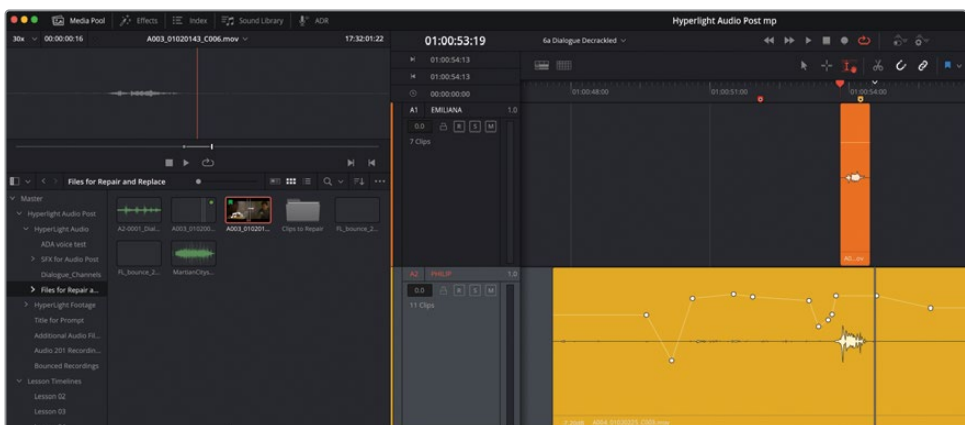 Media Pool Effects Index Sound Library ADR Hyperlight Audio Post mp
30x 00:00:00:16 A003_01020143_C006.mov 17:32:01:22 01:00:53:19 6a Dialogue Decrackled
01:00:54:13
01:00:54:13
00:00:00:00
01:00:48:00 01:00:51:00 01:00:54:00
A1 EMILIANA 1.0
0.0 R S M
7 Clips
Files for Repair and Replace
Master
Hyperlight Audio Post
HyperLight Audio
ADA voice test
SFX for Audio Post
Dialogue_Channels
Files for Repair a...
HyperLight Footage
Title for Prompt
Additional Audio Fil...
Audio 201 Recordin...
Bounced Recordings
Lesson Timelines
Lesson 02
Lesson 03
A2-0001_Dial... A003_010200... A003_010201... Clips to Repair FL_bounce_2...
FL_bounce_2... MartianCitys...
A0...ov
A2 PHILIP 1.0
0.0 R S M
11 Clips